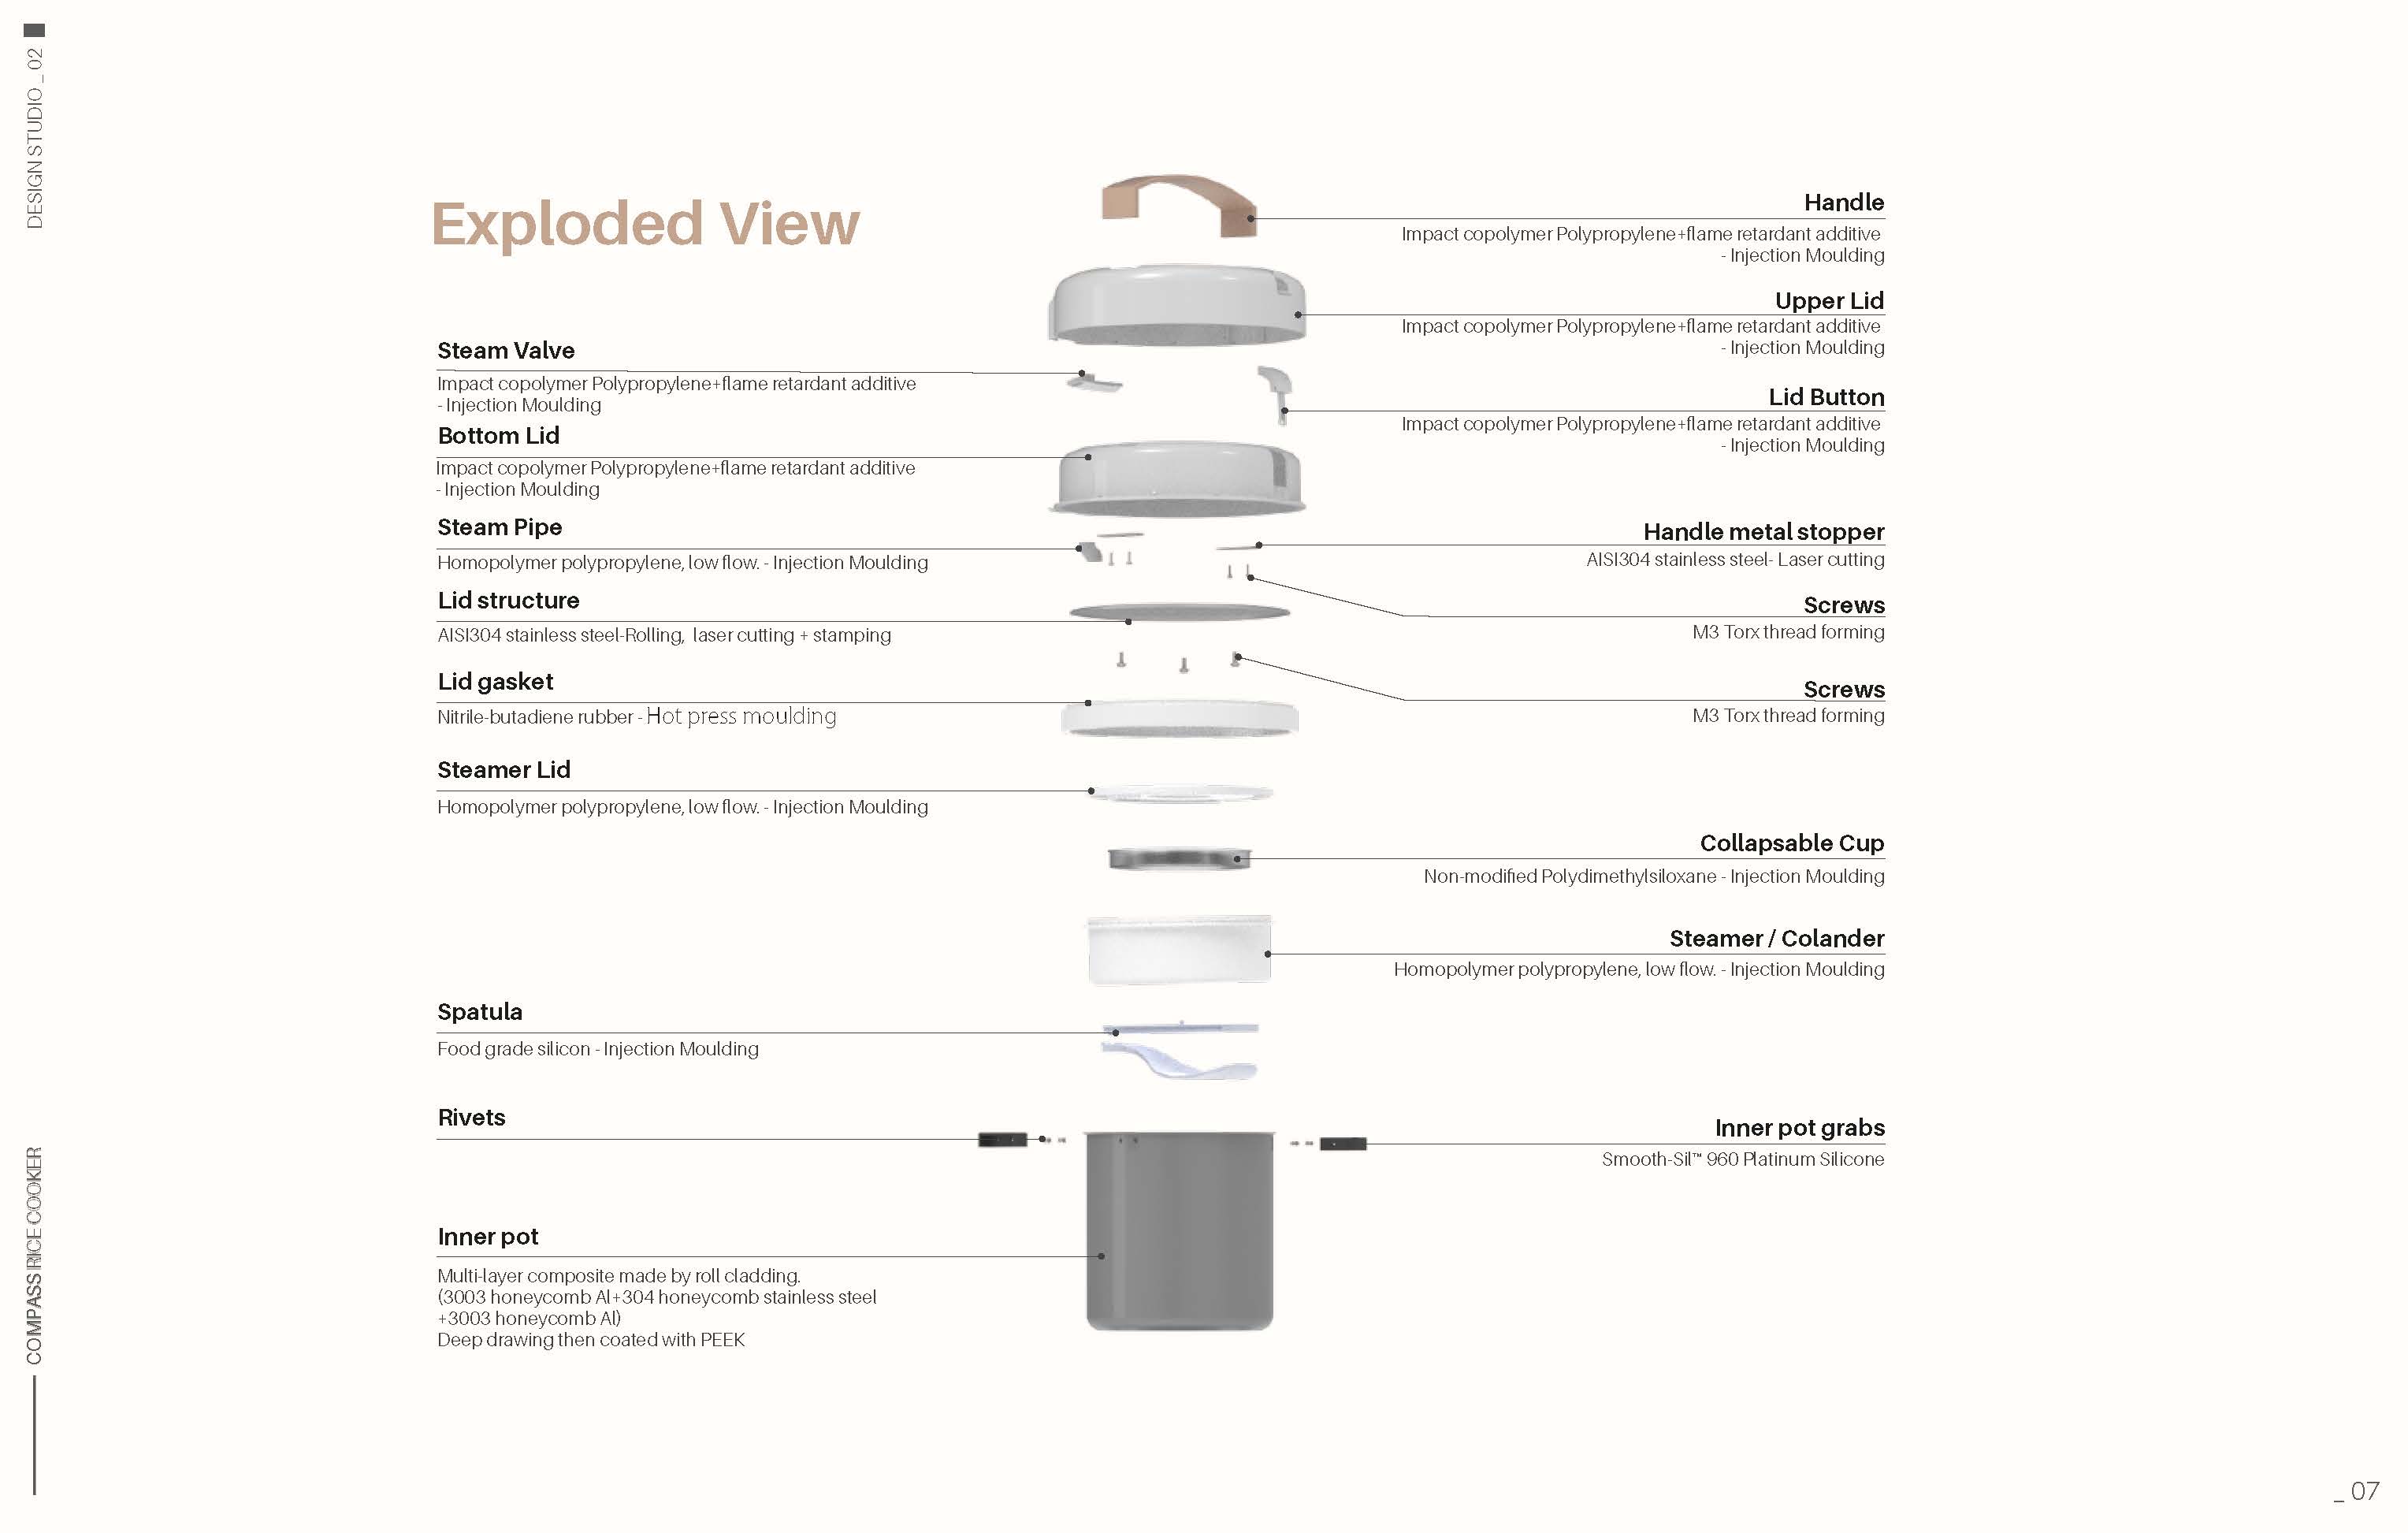 DESIGN STUDIO _ 02
Exploded View
Steam Valve
Impact copolymer Polypropylene+flame retardant additive
- Injection Moulding
Bottom Lid
Impact copolymer Polypropylene+flame retardant additive
- Injection Moulding
Steam Pipe
Homopolymer polypropylene, low flow. - Injection Moulding
Lid structure
AISI304 stainless steel-Rolling, laser cutting + stamping
Lid gasket
Nitrile-butadiene rubber - Hot press moulding
Steamer Lid
Homopolymer polypropylene, low flow. - Injection Moulding
Spatula
Food grade silicon - Injection Moulding
Rivets
Inner pot
Multi-layer composite made by roll cladding.
(3003 honeycomb Al+304 honeycomb stainless steel
+3003 honeycomb Al)
Deep drawing then coated with PEEK
Handle
Impact copolymer Polypropylene+flame retardant additive
- Injection Moulding
Upper Lid
Impact copolymer Polypropylene+flame retardant additive
- Injection Moulding
Lid Button
Impact copolymer Polypropylene+flame retardant additive
- Injection Moulding
Handle metal stopper
AISI304 stainless steel- Laser cutting
Screws
M3 Torx thread forming
Screws
M3 Torx thread forming
Collapsable Cup
Non-modified Polydimethylsiloxane - Injection Moulding
Steamer / Colander
Homopolymer polypropylene, low flow. - Injection Moulding
Inner pot grabs
Smooth-Sil™ 960 Platinum Silicone
COMPASS RICE COOKER
_ 07